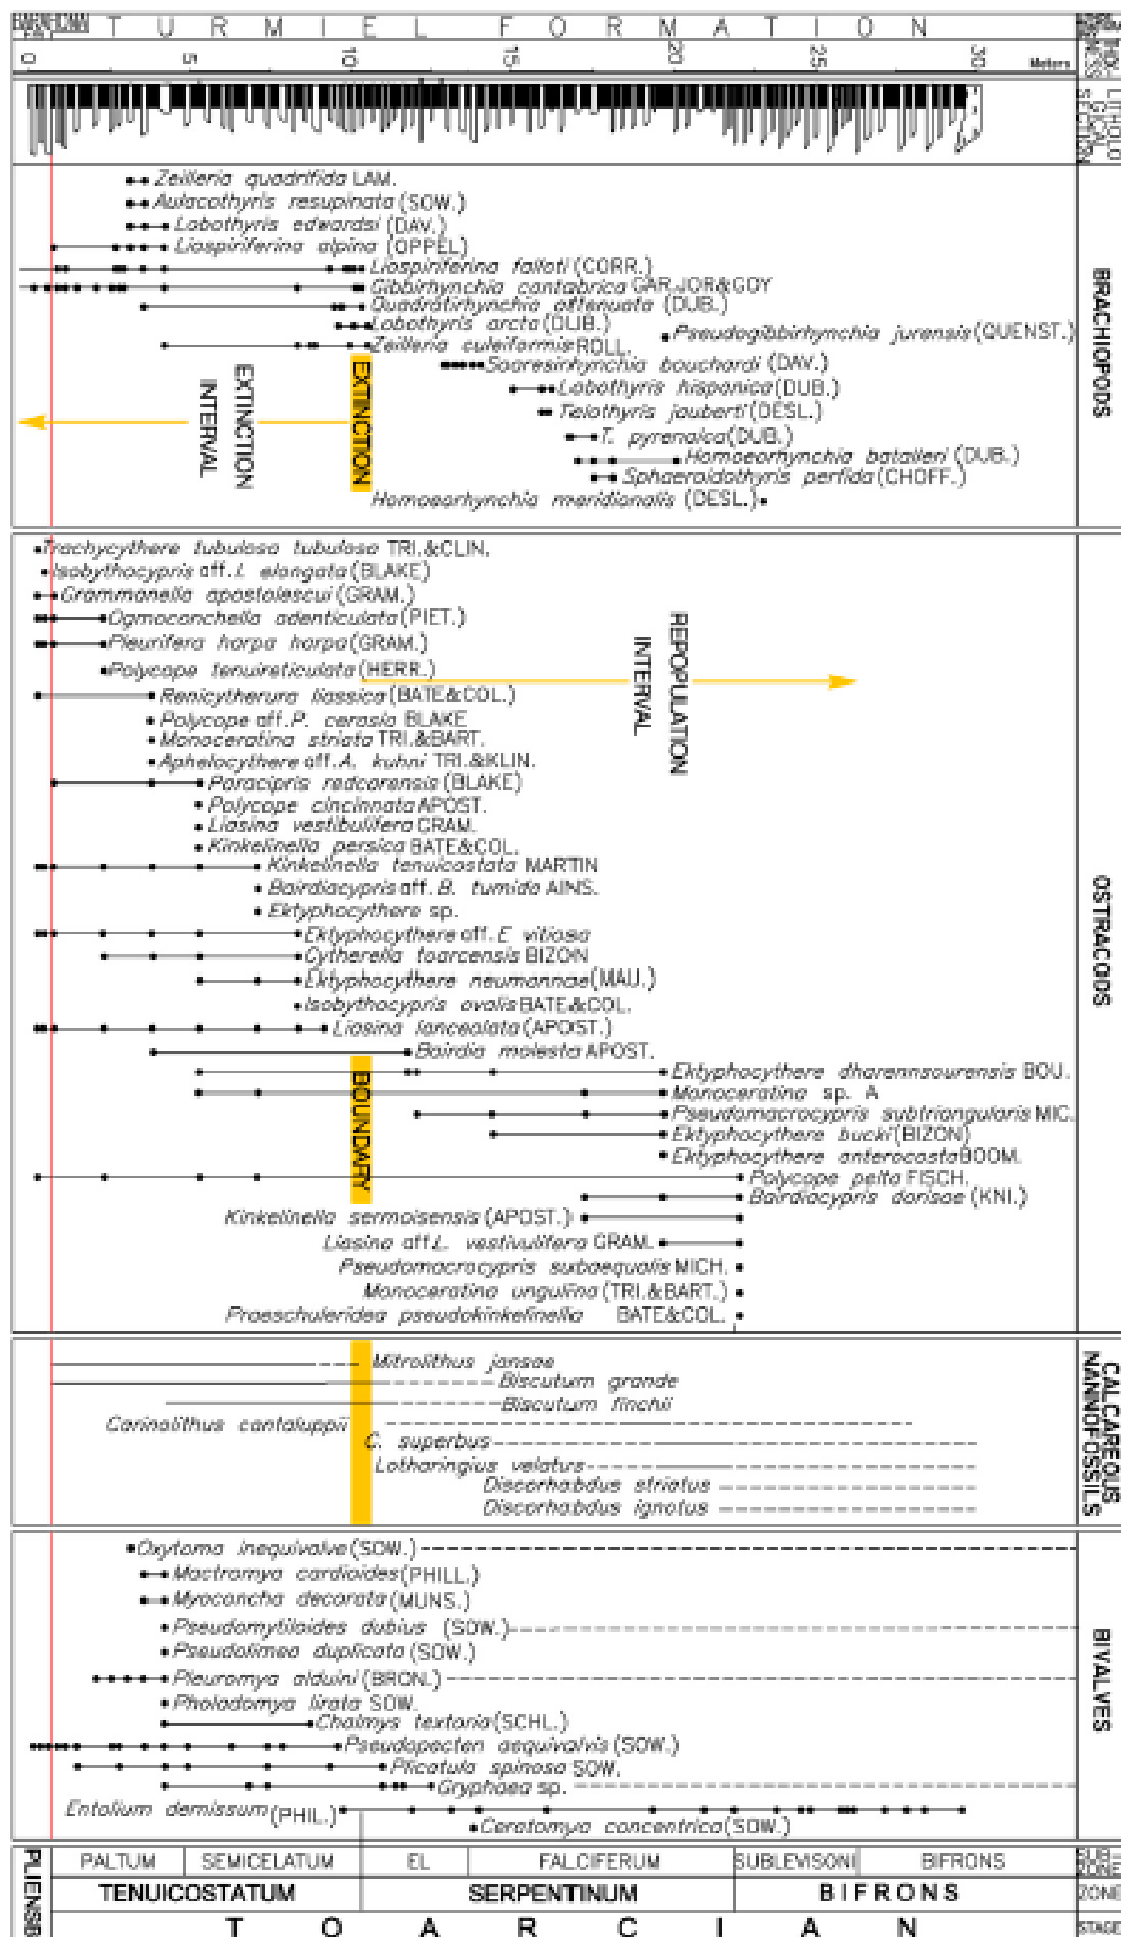 TURMIEL FORMATION
0 5 10 15 20 25 30 Meters
Zeilleria quadrifida LAM.
Aulacothyris resupinata (SOW.)
Lobothyris edwardsi (DAV.)
Liospiriferina alpina (OPPEL)
Liospiriferina falloti (CORR.)
Gibbirhynchia cantabrica GAR.JOR&GOY
Quadratirhynchia attenuata (DUB.)
Lobothyris arcta (DUB.)
Pseudogibbirhynchia jurensis (QUENST.)
Zeilleria culeiformis ROLL.
Soaresirhynchia bouchardi (DAV.)
Lobothyris hispanica (DUB.)
Telothyris jauberti (DESL.)
T. pyrenaica (DUB.)
Homoeorhynchia batalleri (DUB.)
Sphaeroidothyris perfida (CHOFF.)
Homoeorhynchia meridionalis (DESL.)
EXTINCTION
INTERVAL
EXTINCTION
BRACHIOPODS
Trachycythere tubulosa tubulosa TRI.&CLIN.
Isobythocypris aff. I. elongata (BLAKE)
Grammanella apostolescui (GRAM.)
Ogmoconchella adenticulata (PIET.)
Pleurifera harpa harpa (GRAM.)
Polycope tenuireticulata (HERR.)
Renicytherura liassica (BATE&COL.)
Polycope aff. P. cerasia BLAKE
Monoceratina striata TRI.&BART.
Aphelocythere aff. A. kuhni TRI.&KLIN.
Paracipris redcarensis (BLAKE)
Polycope cincinnata APOST.
Liasina vestibulifera GRAM.
Kinkelinella persica BATE&COL.
Kinkelinella tenuicostata MARTIN
Bairdiacypris aff. B. tumida AINS.
Ektyphocythere sp.
Ektyphocythere aff. E vitiosa
Cytherella toarcensis BIZON
Ektyphocythere neumannae (MAU.)
Isobythocypris ovalis BATE&COL.
Liasina lanceolata (APOST.)
Bairdia molesta APOST.
Ektyphocythere dharennsourensis BOU.
Monoceratina sp. A
Pseudomacrocypris subtriangularis MIC.
Ektyphocythere bucki (BIZON)
Ektyphocythere anterocosta BOOM.
Polycope pelta FISCH.
Bairdiacypris dorisae (KNI.)
Kinkelinella sermoisensis (APOST.)
Liasina aff. L. vestivulifera GRAM.
Pseudomacrocypris subaequalis MICH.
Monoceratina ungulina (TRI.&BART.)
Praeschuleridea pseudokinkelinella BATE&COL.
REPOPULATION
INTERVAL
BOUNDARY
OSTRACODS
Mitrolithus jansae
Biscutum grande
Biscutum finchii
Carinolithus cantaluppii
C. superbus
Lotharingius velatus
Discorhabdus striatus
Discorhabdus ignotus
CALCAREOUS
NANNOFOSSILS
Oxytoma inequivalve (SOW.)
Mactromya cardioides (PHILL.)
Myoconcha decorata (MUNS.)
Pseudomytiloides dubius (SOW.)
Pseudolimea duplicata (SOW.)
Pleuromya alduini (BRON.)
Pholadomya lirata SOW.
Chalmys textoria (SCHL.)
Pseudopecten aequivalvis (SOW.)
Plicatula spinosa SOW.
Gryphaea sp.
Entolium demissum (PHIL.)
Ceratomya concentrica (SOW.)
BIVALVES
PLIENSB
PALTUM SEMICELATUM EL FALCIFERUM SUBLEVISONI BIFRONS SUB-ZONE
TENUICOSTATUM SERPENTINUM BIFRONS ZONE
TOARCIAN STAGE